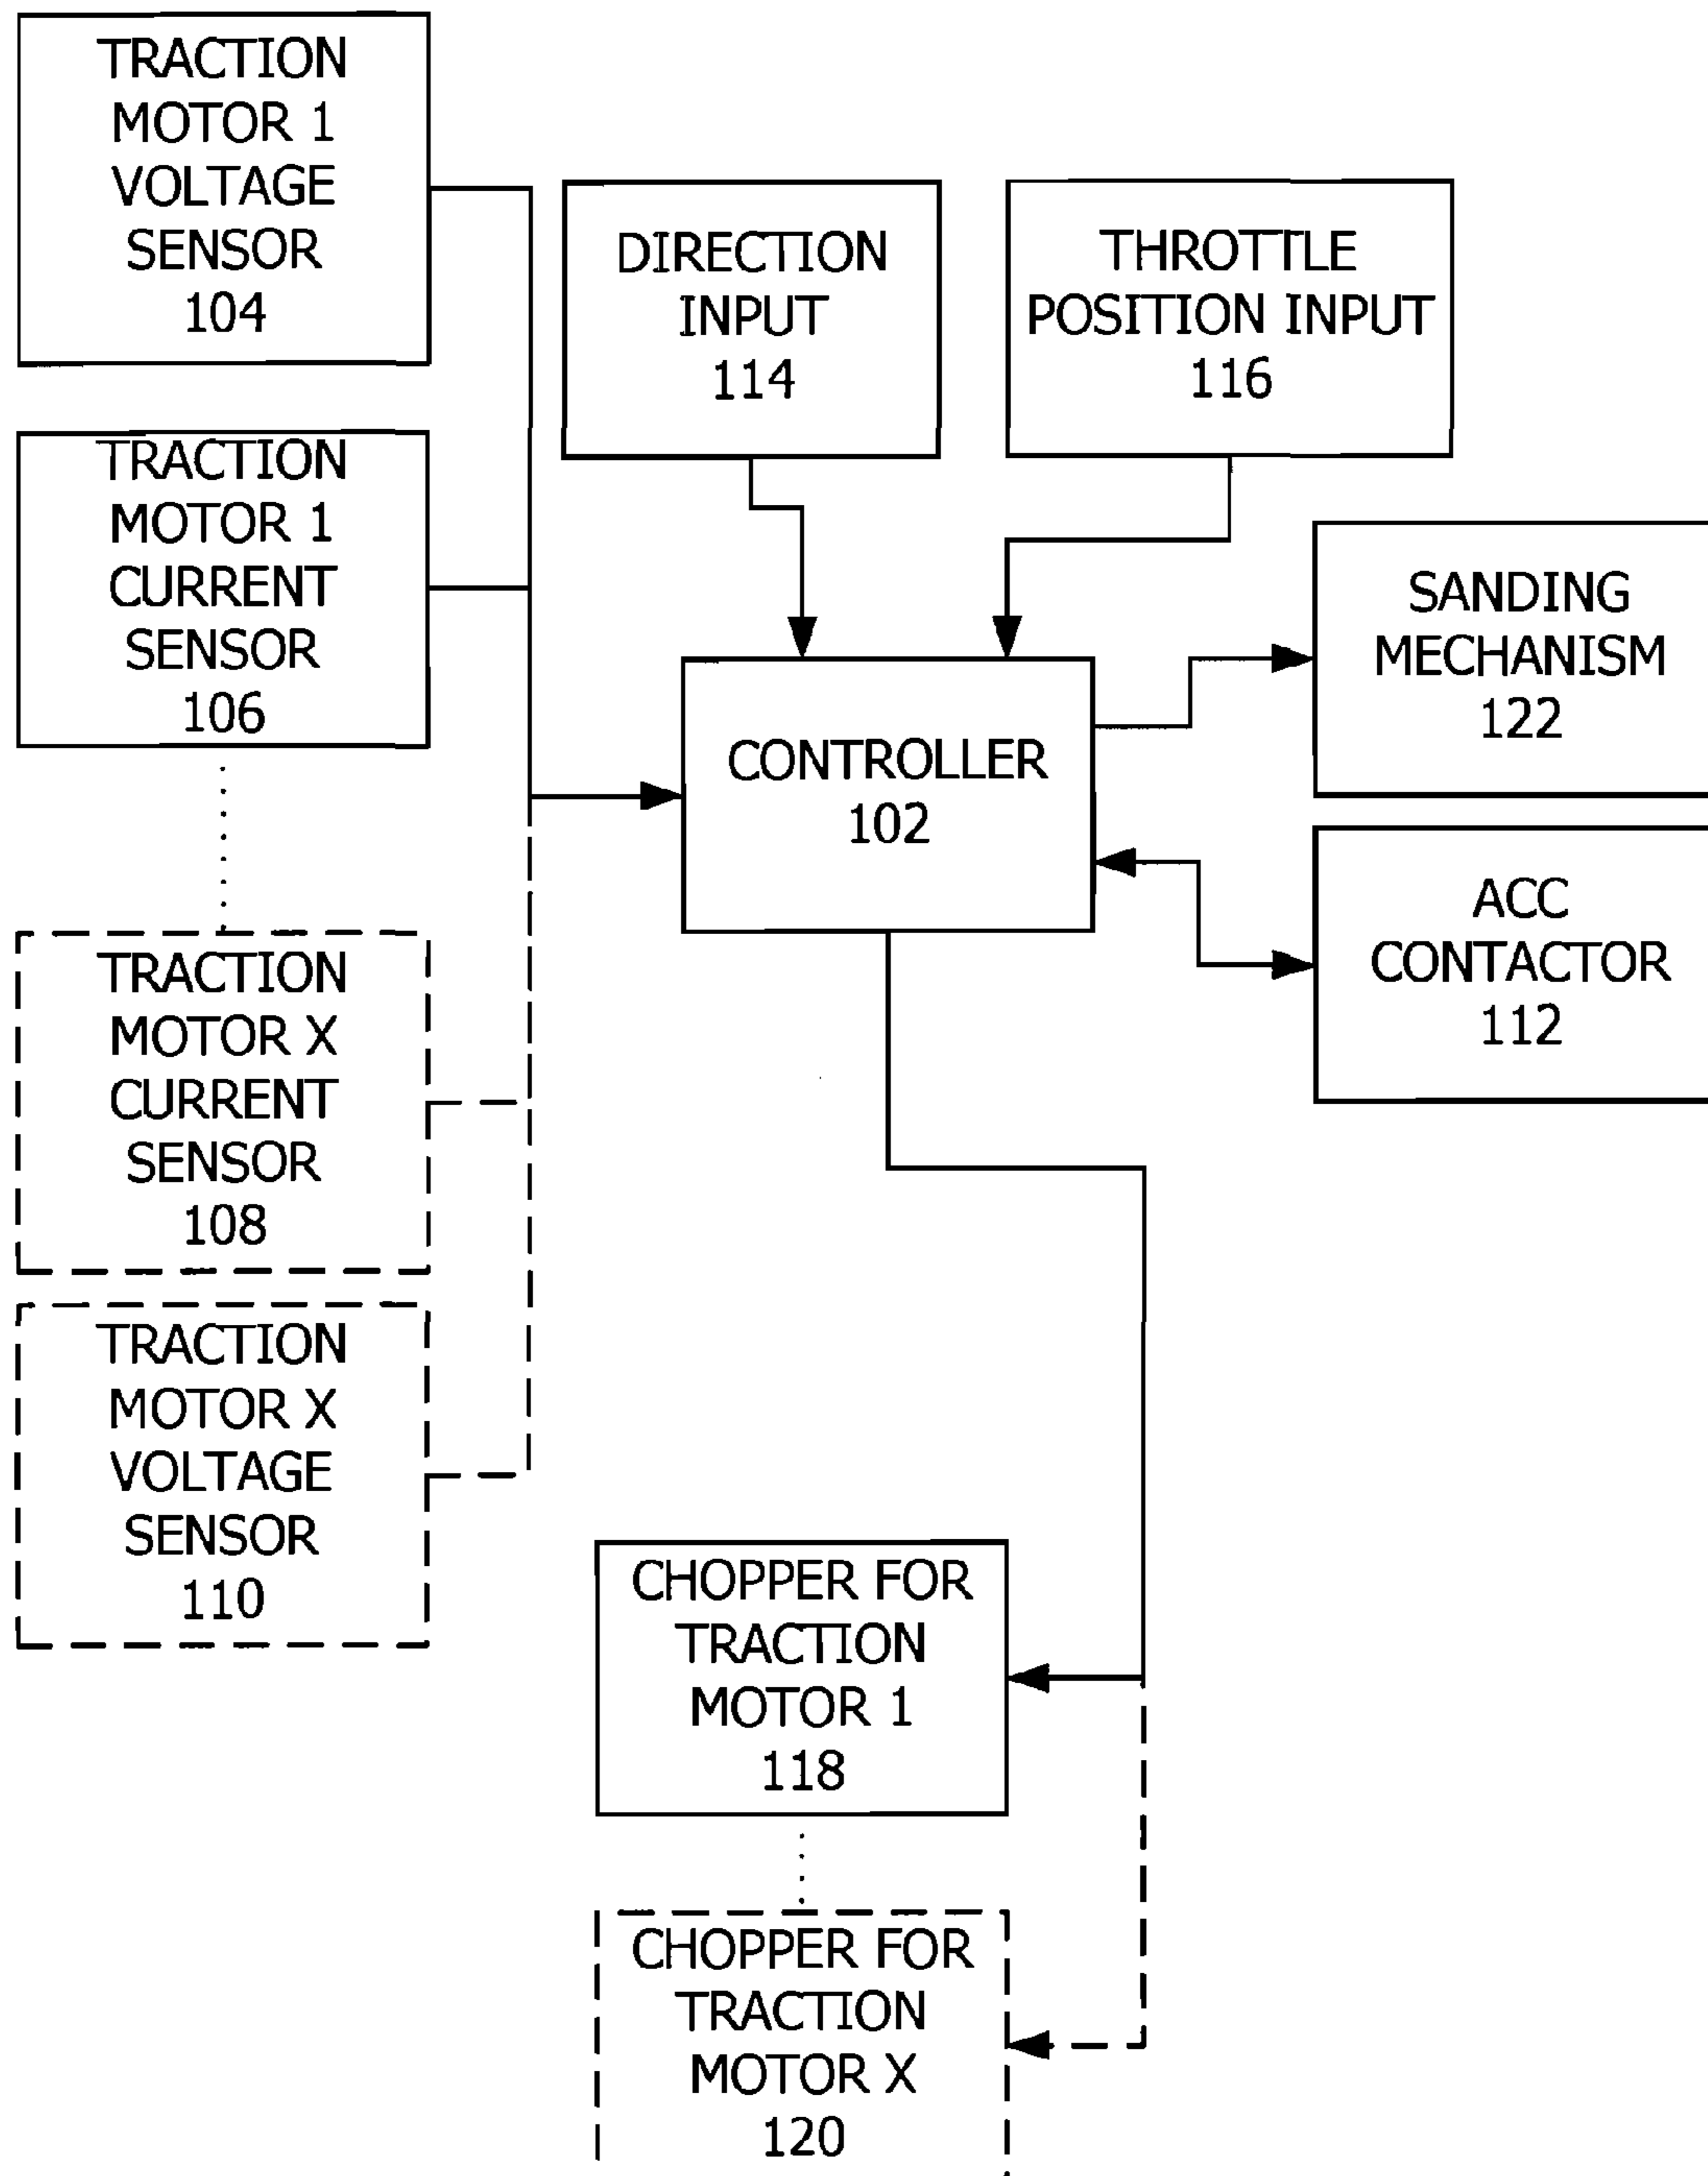 TRACTION
MOTOR 1
VOLTAGE
SENSOR
104
DIRECTION
INPUT
114
THROTTLE
POSITION INPUT
116
TRACTION
MOTOR 1
CURRENT
SENSOR
106
SANDING
MECHANISM
122
CONTROLLER
102
ACC
CONTACTOR
112
TRACTION
MOTOR X
CURRENT
SENSOR
108
TRACTION
MOTOR X
VOLTAGE
SENSOR
110
CHOPPER FOR
TRACTION
MOTOR 1
118
CHOPPER FOR
TRACTION
MOTOR X
120